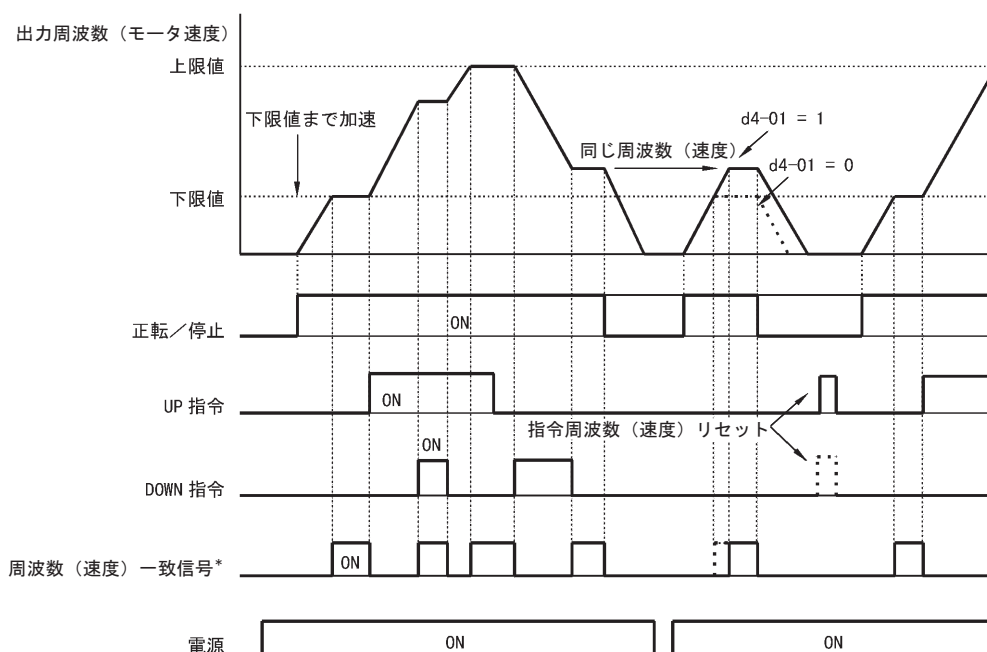 出力周波数（モータ速度）
上限値
下限値まで加速
d4-01 = 1
同じ周波数（速度）
d4-01 = 0
下限値
正転／停止
ON
UP 指令
ON
指令周波数（速度）リセット
ON
DOWN 指令
周波数（速度）一致信号*
ON
電源
ON
ON